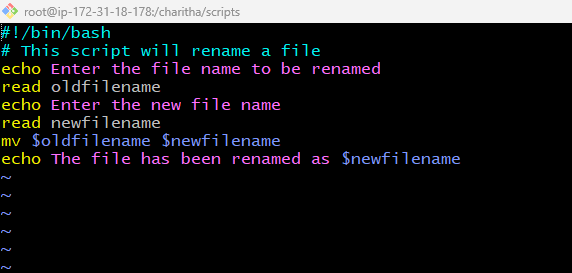 root@ip-172-31-18-178:/charitha/scripts
#!/bin/bash
# This script will rename a file
echo Enter the file name to be renamed
read oldfilename
echo Enter the new file name
read newfilename
mv $oldfilename $newfilename
echo The file has been renamed as $newfilename
~
~
~
~
~
~